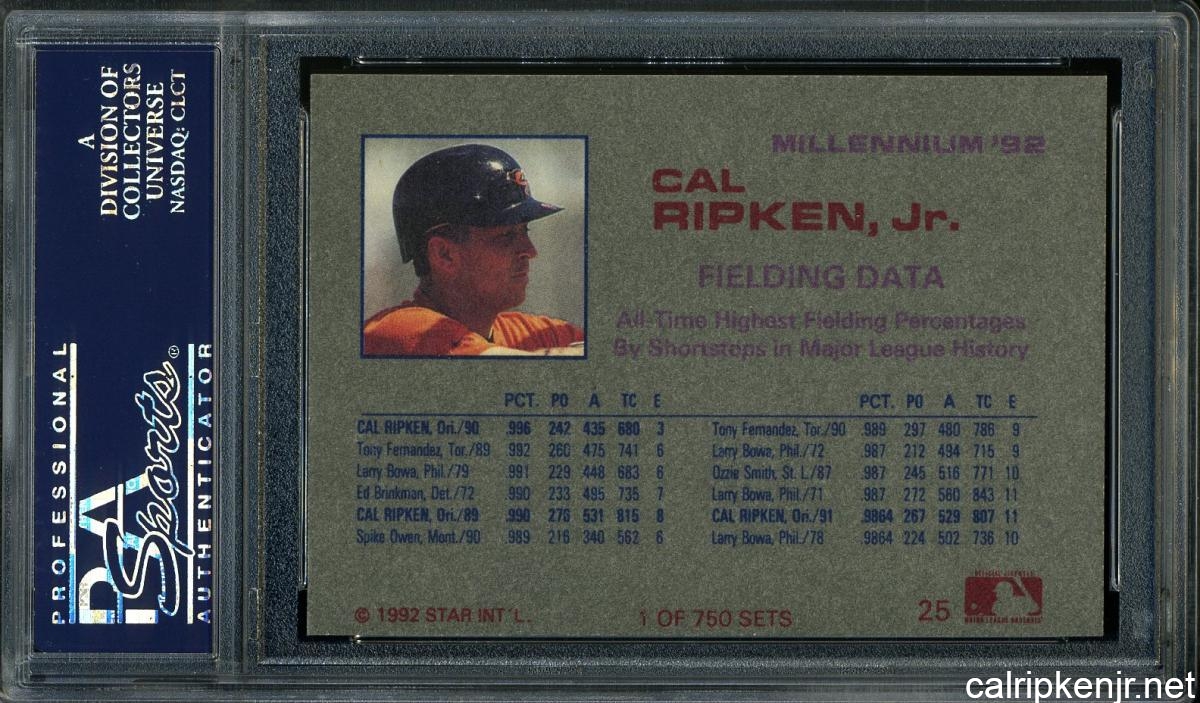 A
DIVISION OF
COLLECTORS
UNIVERSE
NASDAQ: CLCT
PROFESSIONAL
PSA
Sports®
AUTHENTICATOR
MILLENNIUM '92
CAL
RIPKEN, Jr.
FIELDING DATA
All Time Highest Fielding Percentages
By Shortstops in Major League History
PCT. PO A TC E
CAL RIPKEN, Ori./90 .996 242 435 680 3
Tony Fernandez, Tor./89 .992 260 475 741 6
Larry Bowa, Phil./79 .991 229 448 683 6
Ed Brinkman, Det./72 .990 233 495 735 7
CAL RIPKEN, Ori./89 .990 276 531 815 8
Spike Owen, Mont./90 .989 216 340 562 6
PCT. PO A TC E
Tony Fernandez, Tor./90 .989 297 480 786 9
Larry Bowa, Phil./72 .987 212 494 715 9
Ozzie Smith, St. L./87 .987 245 516 771 10
Larry Bowa, Phil./71 .987 272 560 843 11
CAL RIPKEN, Ori./91 .9864 267 529 807 11
Larry Bowa, Phil./78 .9864 224 502 736 10
© 1992 STAR INT'L.
1 OF 750 SETS
25
OFFICIAL LICENSEE
MAJOR LEAGUE BASEBALL
calripkenjr.net